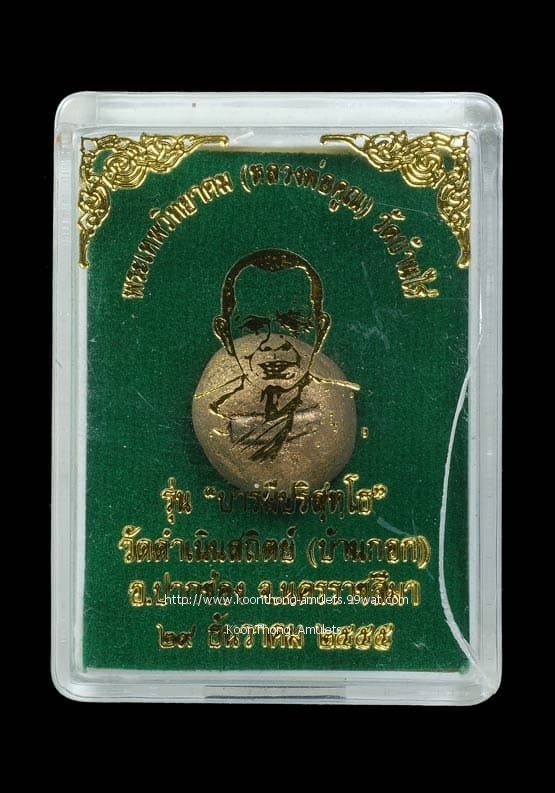 พระเทพวิทยาคม (หลวงพ่อคูณ) วัดบ้านไร่
รุ่น “บารมีปริสุทโธ”
วัดดำเนินสถิตย์ (บ้านกอก)
อ.ปากช่อง จ.นครราชสีมา
http://www.koonthong-amulets.99wat.com
๒๙ ธันวาคม ๒๕๕๕
KoonThong Amulets